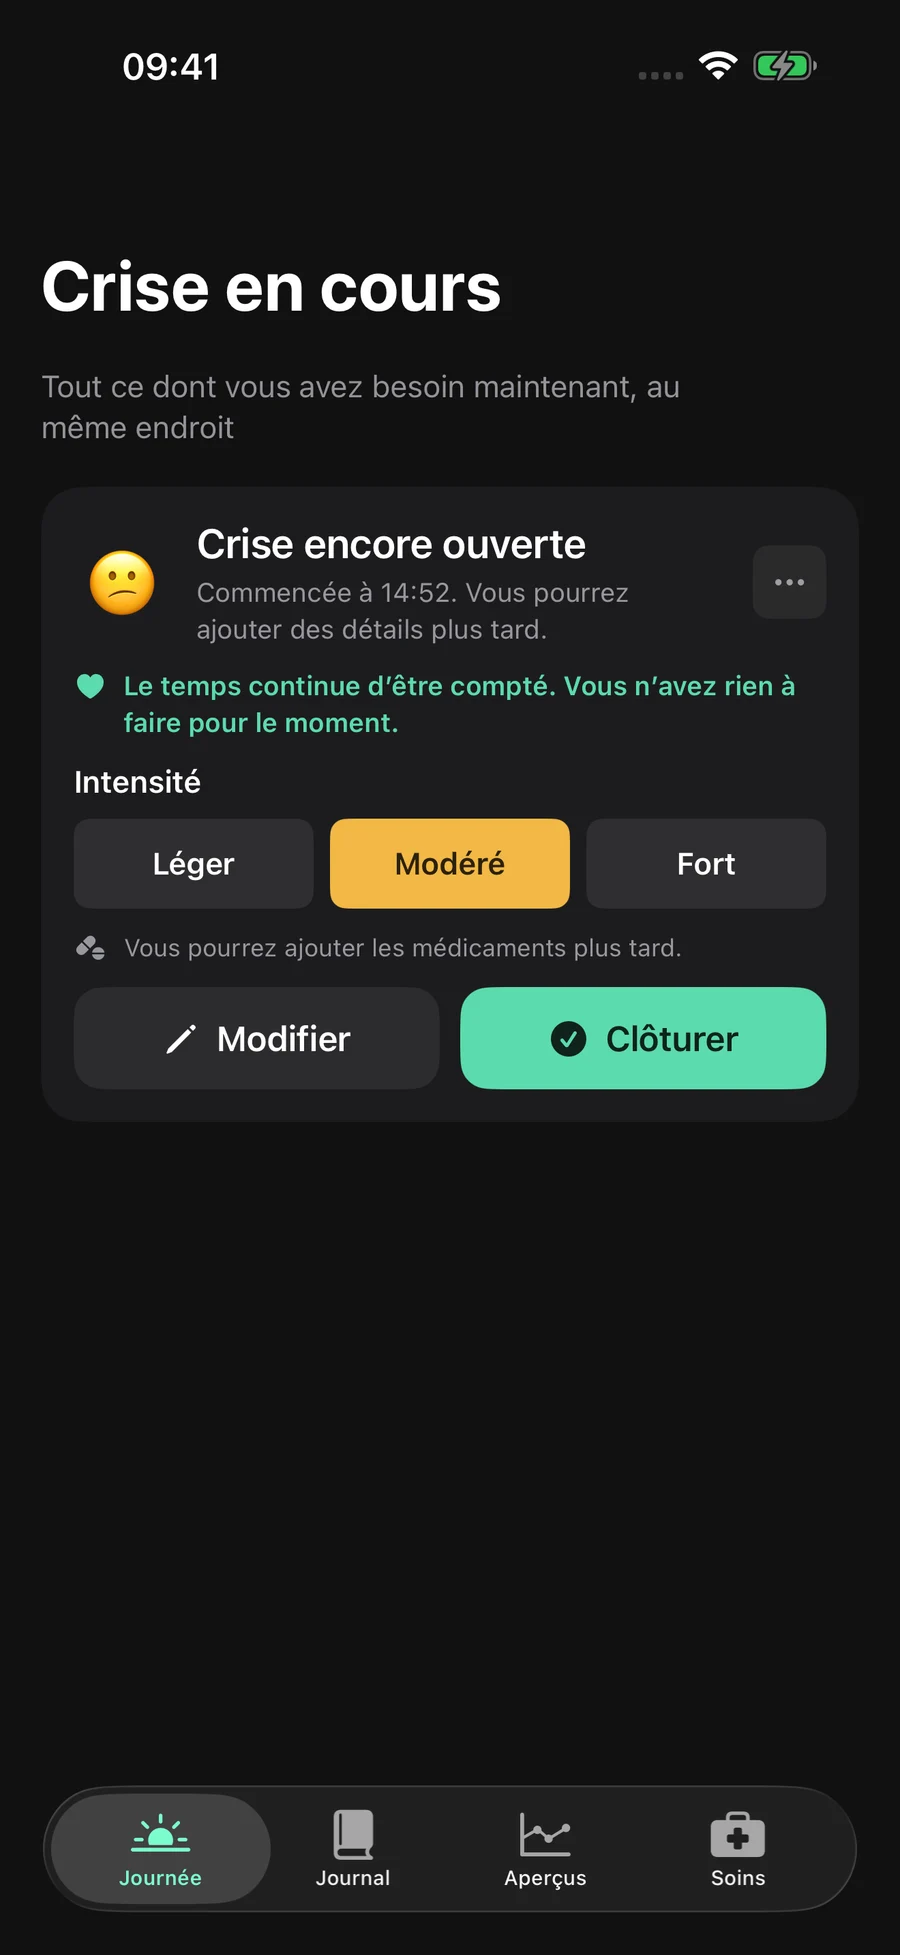 09:41
Crise en cours
Tout ce dont vous avez besoin maintenant, au
même endroit
Crise encore ouverte
Commencée à 14:52. Vous pourrez
ajouter des détails plus tard.
Le temps continue d’être compté. Vous n’avez rien à
faire pour le moment.
Intensité
Léger
Modéré
Fort
Vous pourrez ajouter les médicaments plus tard.
Modifier
Clôturer
Journée
Journal
Aperçus
Soins